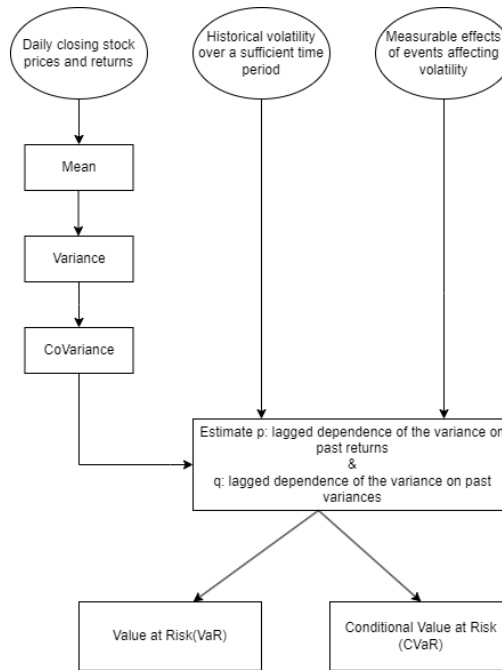 Daily closing stock
prices and returns
Historical volatility
over a sufficient time
period
Measurable effects
of events affecting
volatility
Mean
Variance
CoVariance
Estimate p: lagged dependence of the variance on
past returns
&
q: lagged dependence of the variance on past
variances
Value at Risk(VaR)
Conditional Value at Risk
(CVaR)